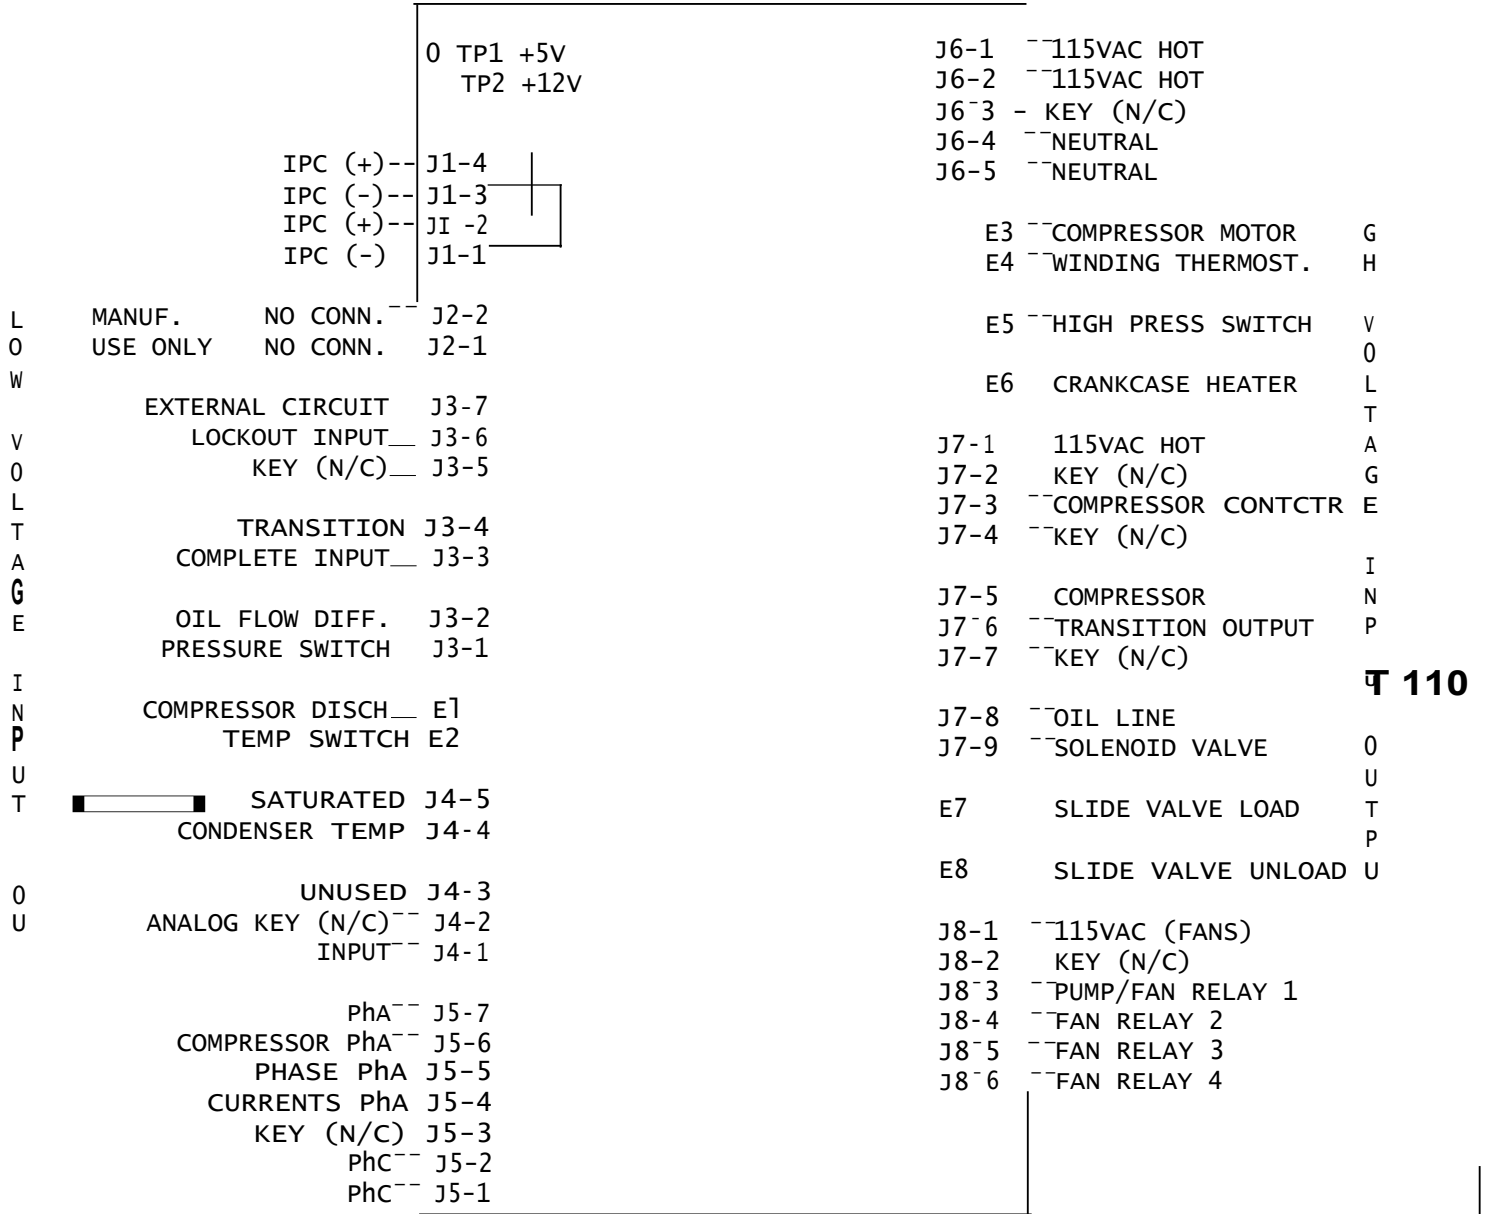 0 TP1 +5V
TP2 +12V
IPC (+)-- J1-4
IPC (-)-- J1-3
IPC (+)-- JI -2
IPC (-) J1-1
MANUF. NO CONN.-- J2-2
USE ONLY NO CONN. J2-1
EXTERNAL CIRCUIT J3-7
LOCKOUT INPUT__ J3-6
KEY (N/C)__ J3-5
TRANSITION J3-4
COMPLETE INPUT__ J3-3
OIL FLOW DIFF. J3-2
PRESSURE SWITCH J3-1
COMPRESSOR DISCH__ E1
TEMP SWITCH E2
SATURATED J4-5
CONDENSER TEMP J4-4
UNUSED J4-3
ANALOG KEY (N/C)-- J4-2
INPUT-- J4-1
PhA-- J5-7
COMPRESSOR PhA-- J5-6
PHASE PhA J5-5
CURRENTS PhA J5-4
KEY (N/C) J5-3
PhC-- J5-2
PhC-- J5-1
LOW VOLTAGE INPUT OU
J6-1 --115VAC HOT
J6-2 --115VAC HOT
J6-3 - KEY (N/C)
J6-4 --NEUTRAL
J6-5 --NEUTRAL
E3 --COMPRESSOR MOTOR
E4 --WINDING THERMOST.
E5 --HIGH PRESS SWITCH
E6 CRANKCASE HEATER
J7-1 115VAC HOT
J7-2 KEY (N/C)
J7-3 --COMPRESSOR CONTCTR
J7-4 --KEY (N/C)
J7-5 COMPRESSOR
J7-6 --TRANSITION OUTPUT
J7-7 --KEY (N/C)
J7-8 --OIL LINE
J7-9 --SOLENOID VALVE
E7 SLIDE VALVE LOAD
E8 SLIDE VALVE UNLOAD
J8-1 --115VAC (FANS)
J8-2 KEY (N/C)
J8-3 --PUMP/FAN RELAY 1
J8-4 --FAN RELAY 2
J8-5 --FAN RELAY 3
J8-6 --FAN RELAY 4
GH VOLTAGE INPU
T 110
OUTPU